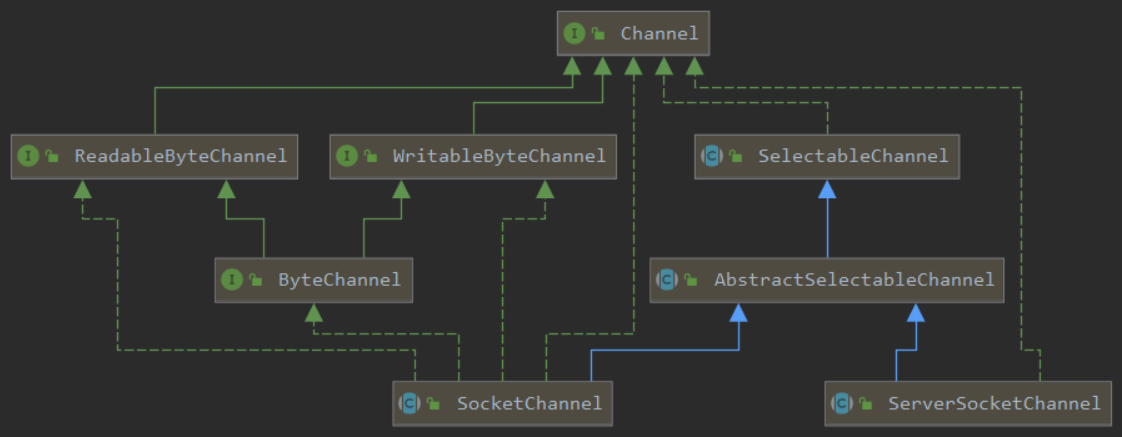 Channel
ReadableByteChannel
WritableByteChannel
SelectableChannel
ByteChannel
AbstractSelectableChannel
SocketChannel
ServerSocketChannel